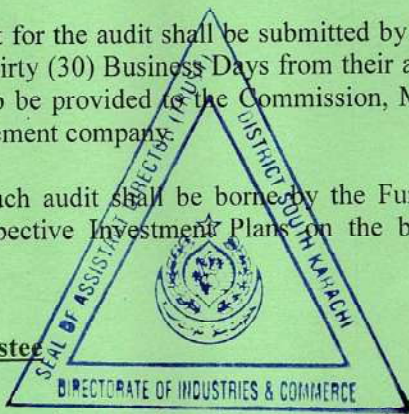 t for the audit shall be submitted by
irty (30) Business Days from their a
o be provided to the Commission, M
ement company
ch audit shall be borne by the Fu
pective Investment Plans on the b
stee
SEAL OF ASSISTANT DIRECTOR (TRUST)
DISTRICT SOUTH KARACHI
DIRECTORATE OF INDUSTRIES & COMMERCE